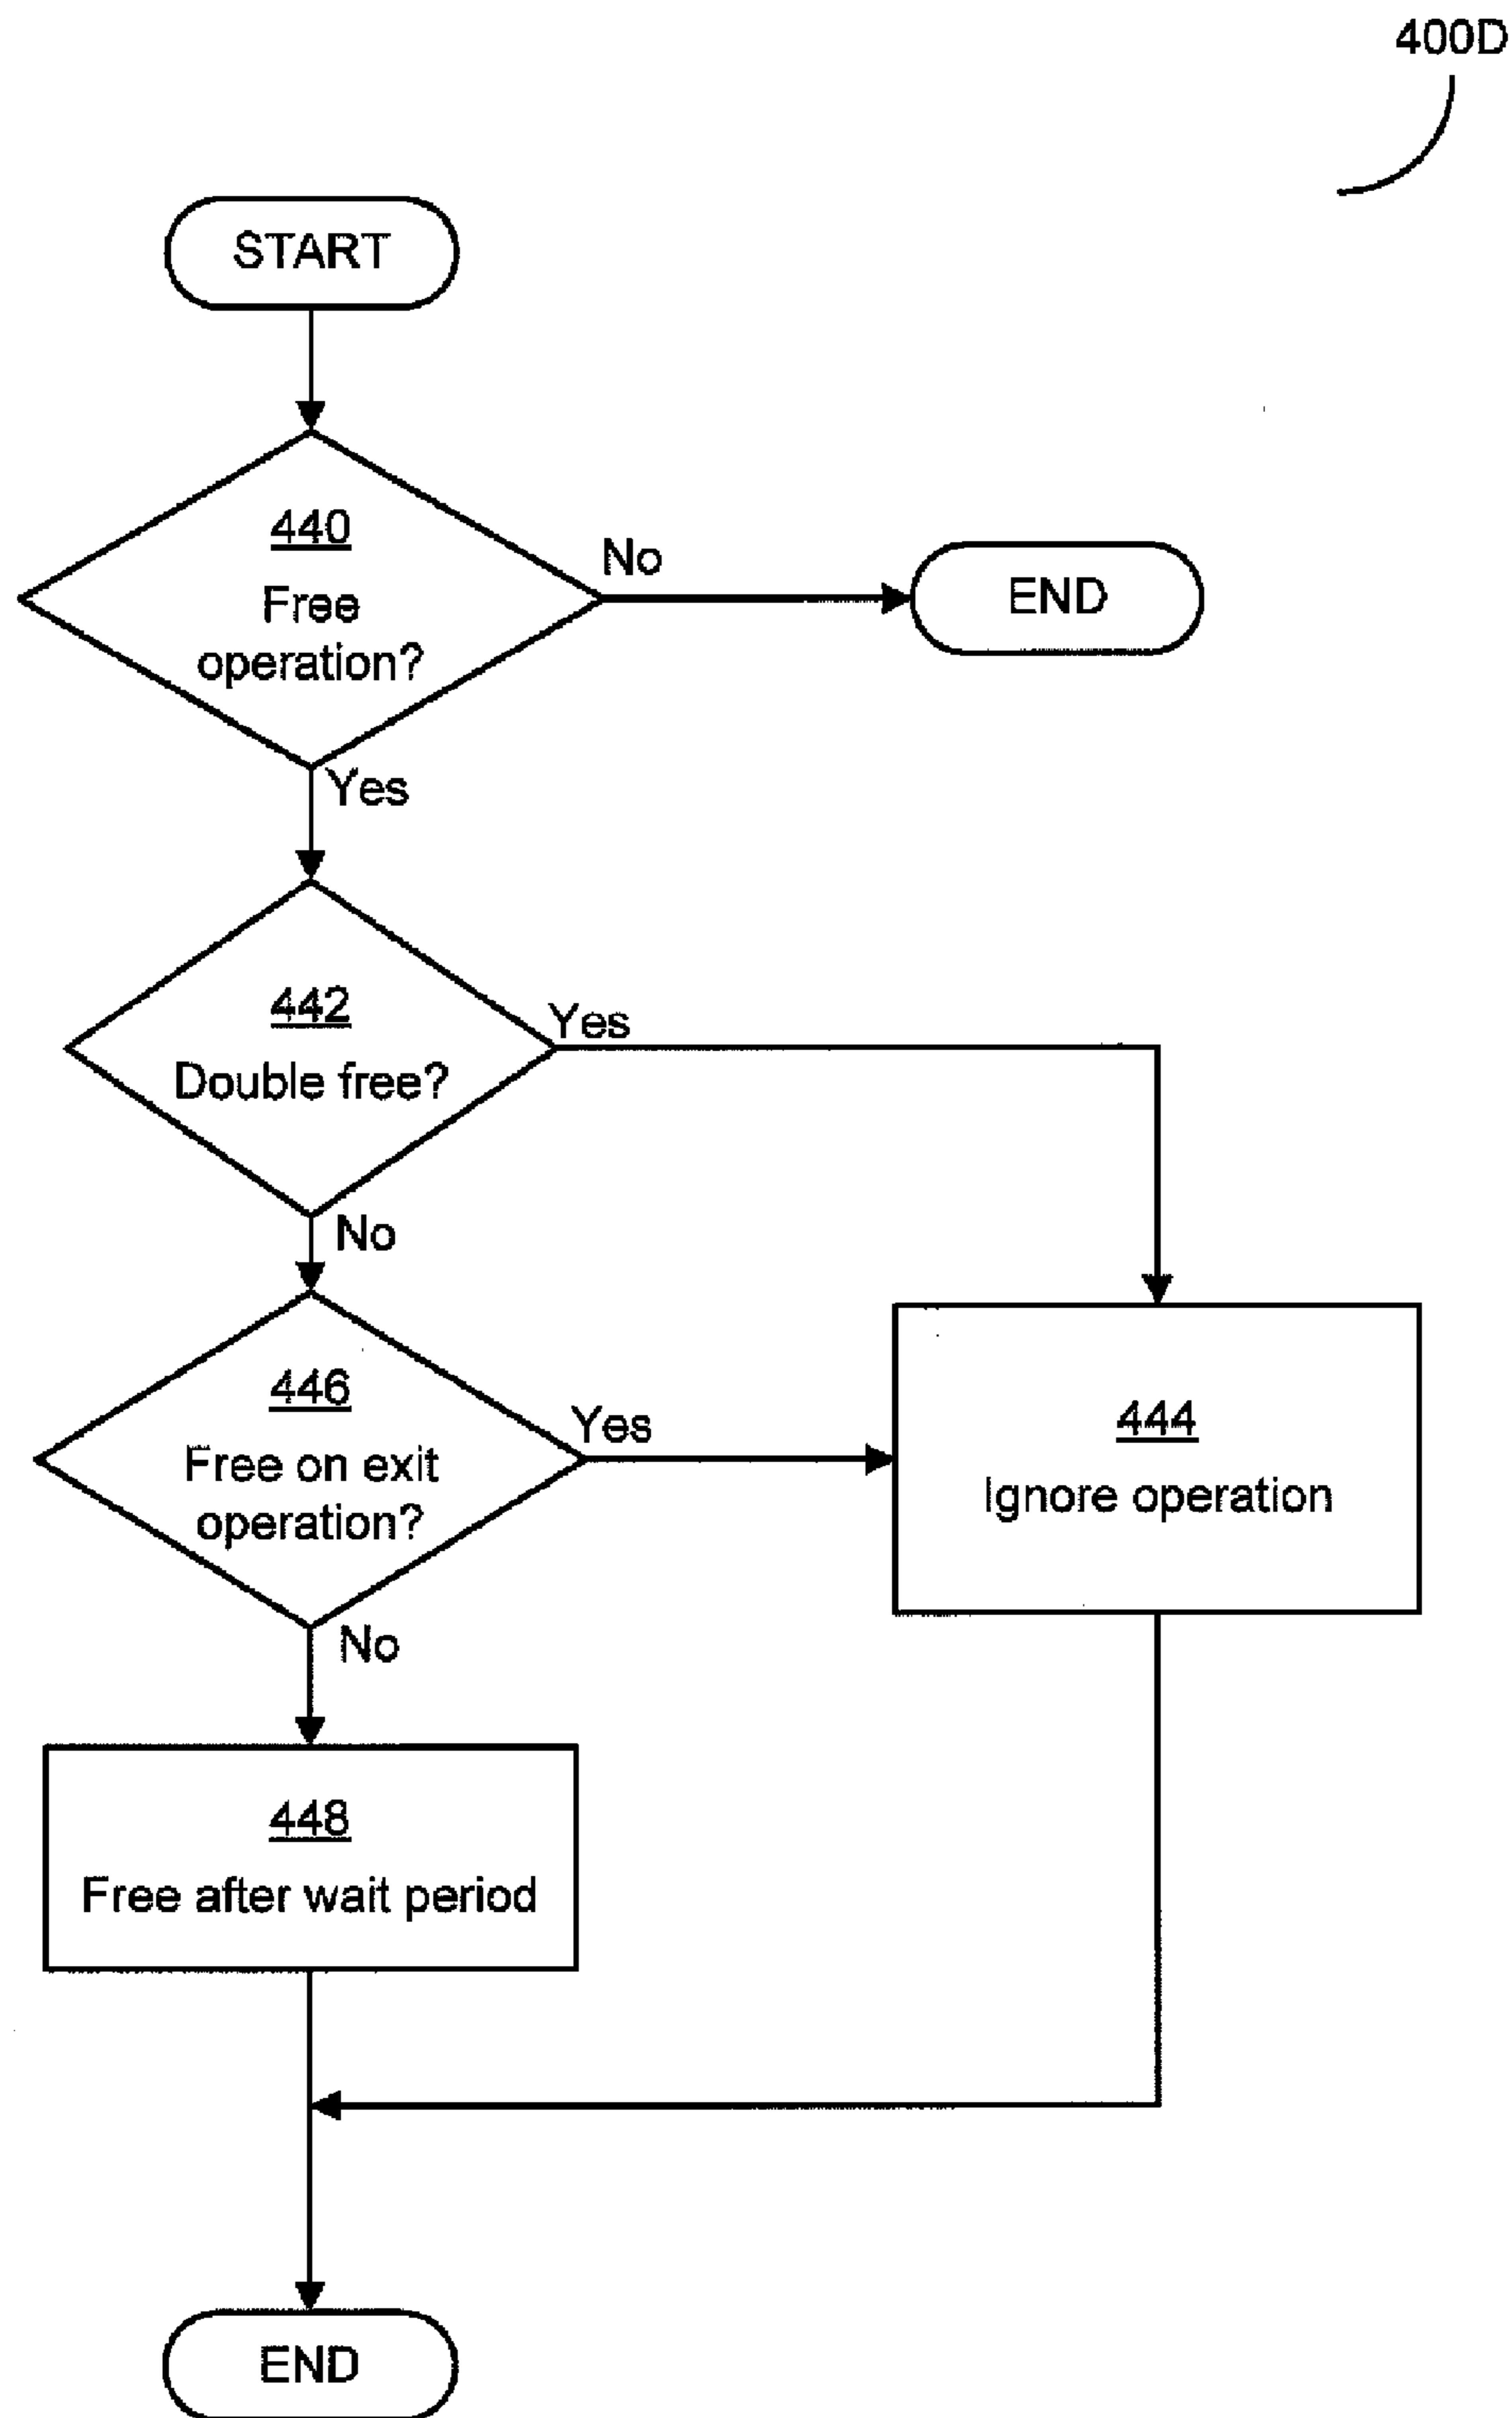 400D
START
440
Free
operation?
No
END
Yes
442
Double free?
Yes
No
446
Free on exit
operation?
Yes
444
Ignore operation
No
448
Free after wait period
END